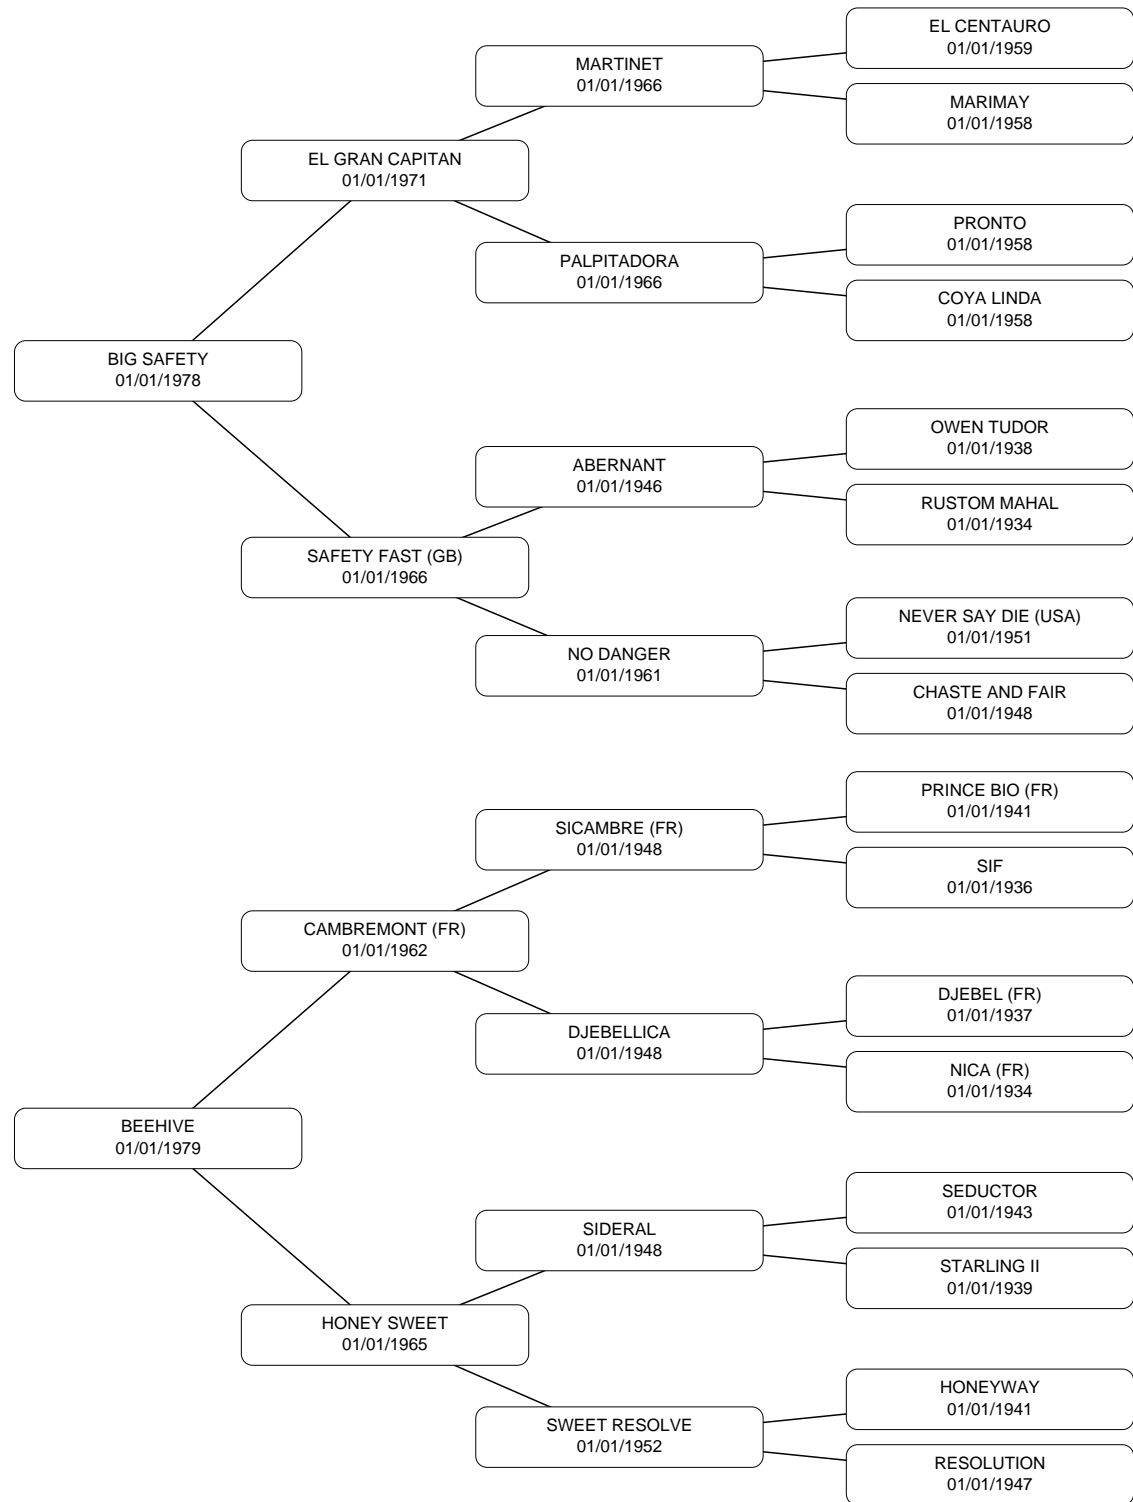 EL CENTAURO
01/01/1959
MARTINET
01/01/1966
MARIMAY
01/01/1958
EL GRAN CAPITAN
01/01/1971
PRONTO
01/01/1958
PALPITADORA
01/01/1966
COYA LINDA
01/01/1958
BIG SAFETY
01/01/1978
OWEN TUDOR
01/01/1938
ABERNANT
01/01/1946
RUSTOM MAHAL
01/01/1934
SAFETY FAST (GB)
01/01/1966
NEVER SAY DIE (USA)
01/01/1951
NO DANGER
01/01/1961
CHASTE AND FAIR
01/01/1948
PRINCE BIO (FR)
01/01/1941
SICAMBRE (FR)
01/01/1948
SIF
01/01/1936
CAMBREMONT (FR)
01/01/1962
DJEBEL (FR)
01/01/1937
DJEBELLICA
01/01/1948
NICA (FR)
01/01/1934
BEEHIVE
01/01/1979
SEDUCTOR
01/01/1943
SIDERAL
01/01/1948
STARLING II
01/01/1939
HONEY SWEET
01/01/1965
HONEYWAY
01/01/1941
SWEET RESOLVE
01/01/1952
RESOLUTION
01/01/1947